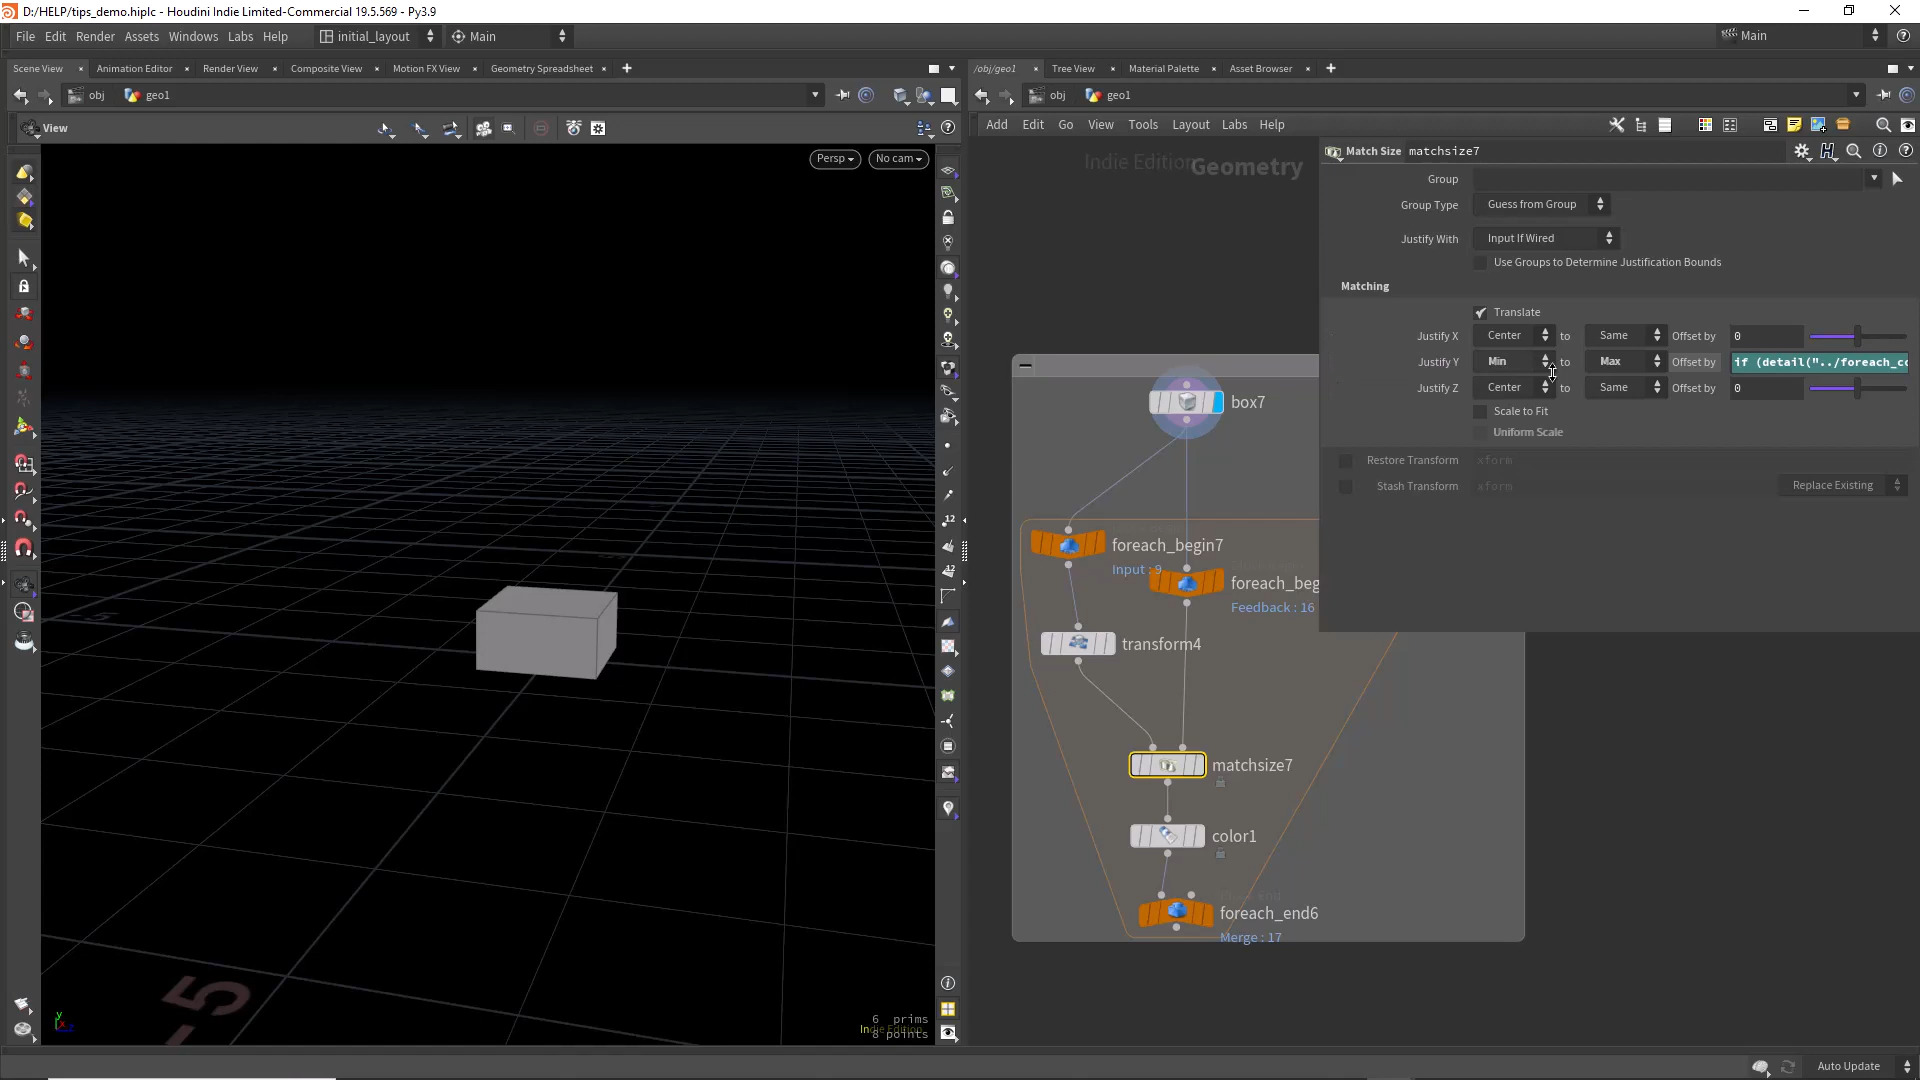 D:/HELP/tips_demo.hiplc - Houdini Indie Limited-Commercial 19.5.569 - Py3.9
File Edit Render Assets Windows Labs Help initial_layout Main Main
Scene View Animation Editor Render View Composite View Motion FX View Geometry Spreadsheet
/obj/geo1 Tree View Material Palette Asset Browser
obj geo1
obj geo1
View
Add Edit Go View Tools Layout Labs Help
Persp No cam
Indie Edition Geometry
Match Size matchsize7
Group
Group Type Guess from Group
Justify With Input If Wired
Use Groups to Determine Justification Bounds
Matching
Translate
Justify X Center to Same Offset by 0
Justify Y Min to Max Offset by if (detail("../foreach_co
Justify Z Center to Same Offset by 0
Scale to Fit
Uniform Scale
Restore Transform xform
Stash Transform xform Replace Existing
box7
foreach_begin7
Input : 9
foreach_beg
Feedback : 16
transform4
matchsize7
color1
foreach_end6
Merge : 17
12
12
5
6 prims
8 points
Indie Edition
Auto Update